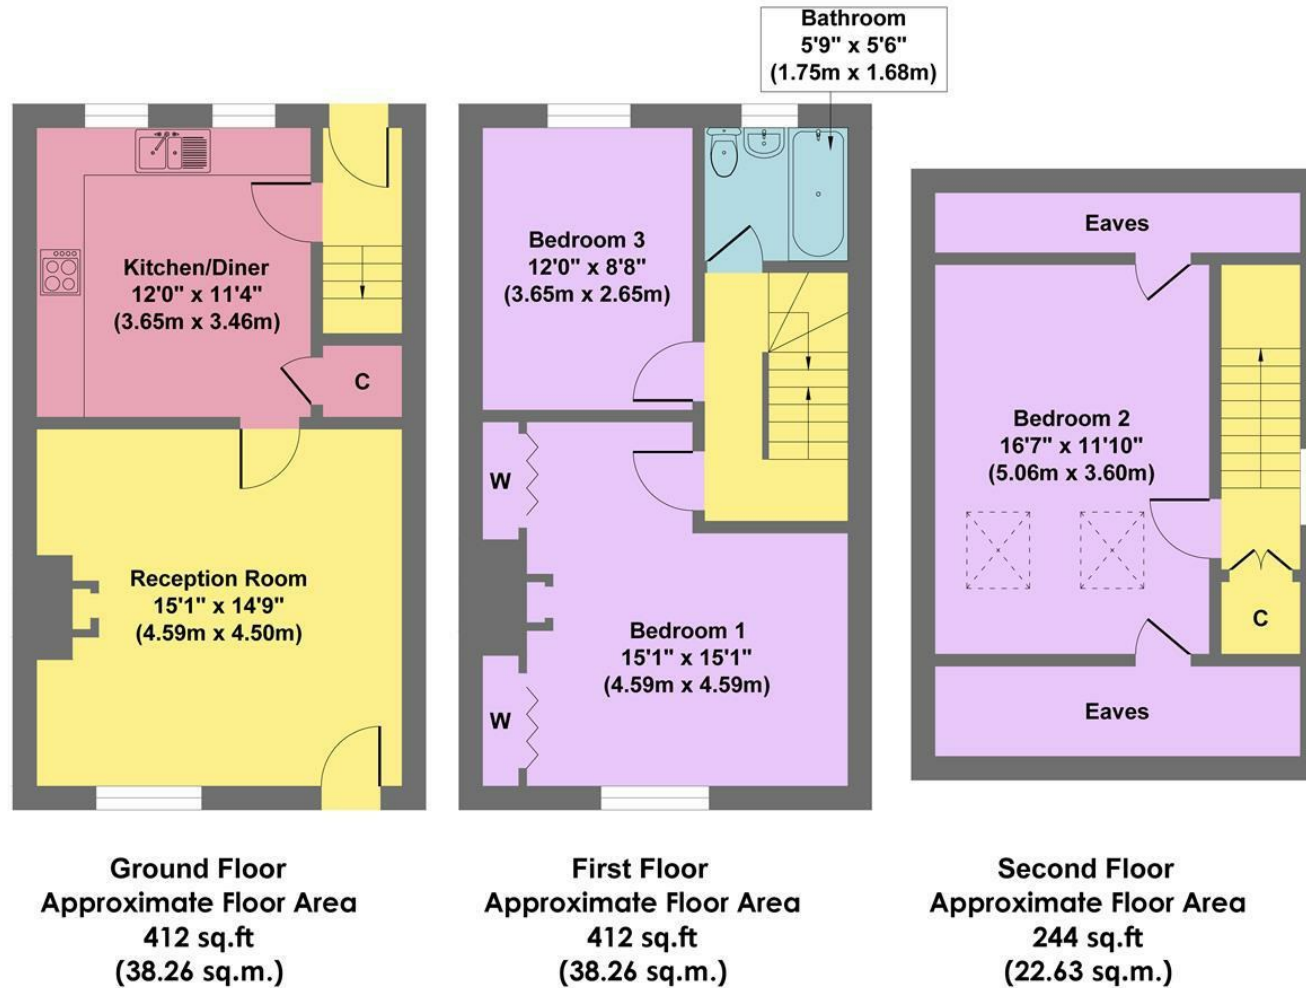 Bathroom
5'9" x 5'6"
(1.75m x 1.68m)
Kitchen/Diner
12'0" x 11'4"
(3.65m x 3.46m)
C
Reception Room
15'1" x 14'9"
(4.59m x 4.50m)
Bedroom 3
12'0" x 8'8"
(3.65m x 2.65m)
W
W
Bedroom 1
15'1" x 15'1"
(4.59m x 4.59m)
Eaves
Bedroom 2
16'7" x 11'10"
(5.06m x 3.60m)
C
Eaves
Ground Floor
Approximate Floor Area
412 sq.ft
(38.26 sq.m.)
First Floor
Approximate Floor Area
412 sq.ft
(38.26 sq.m.)
Second Floor
Approximate Floor Area
244 sq.ft
(22.63 sq.m.)